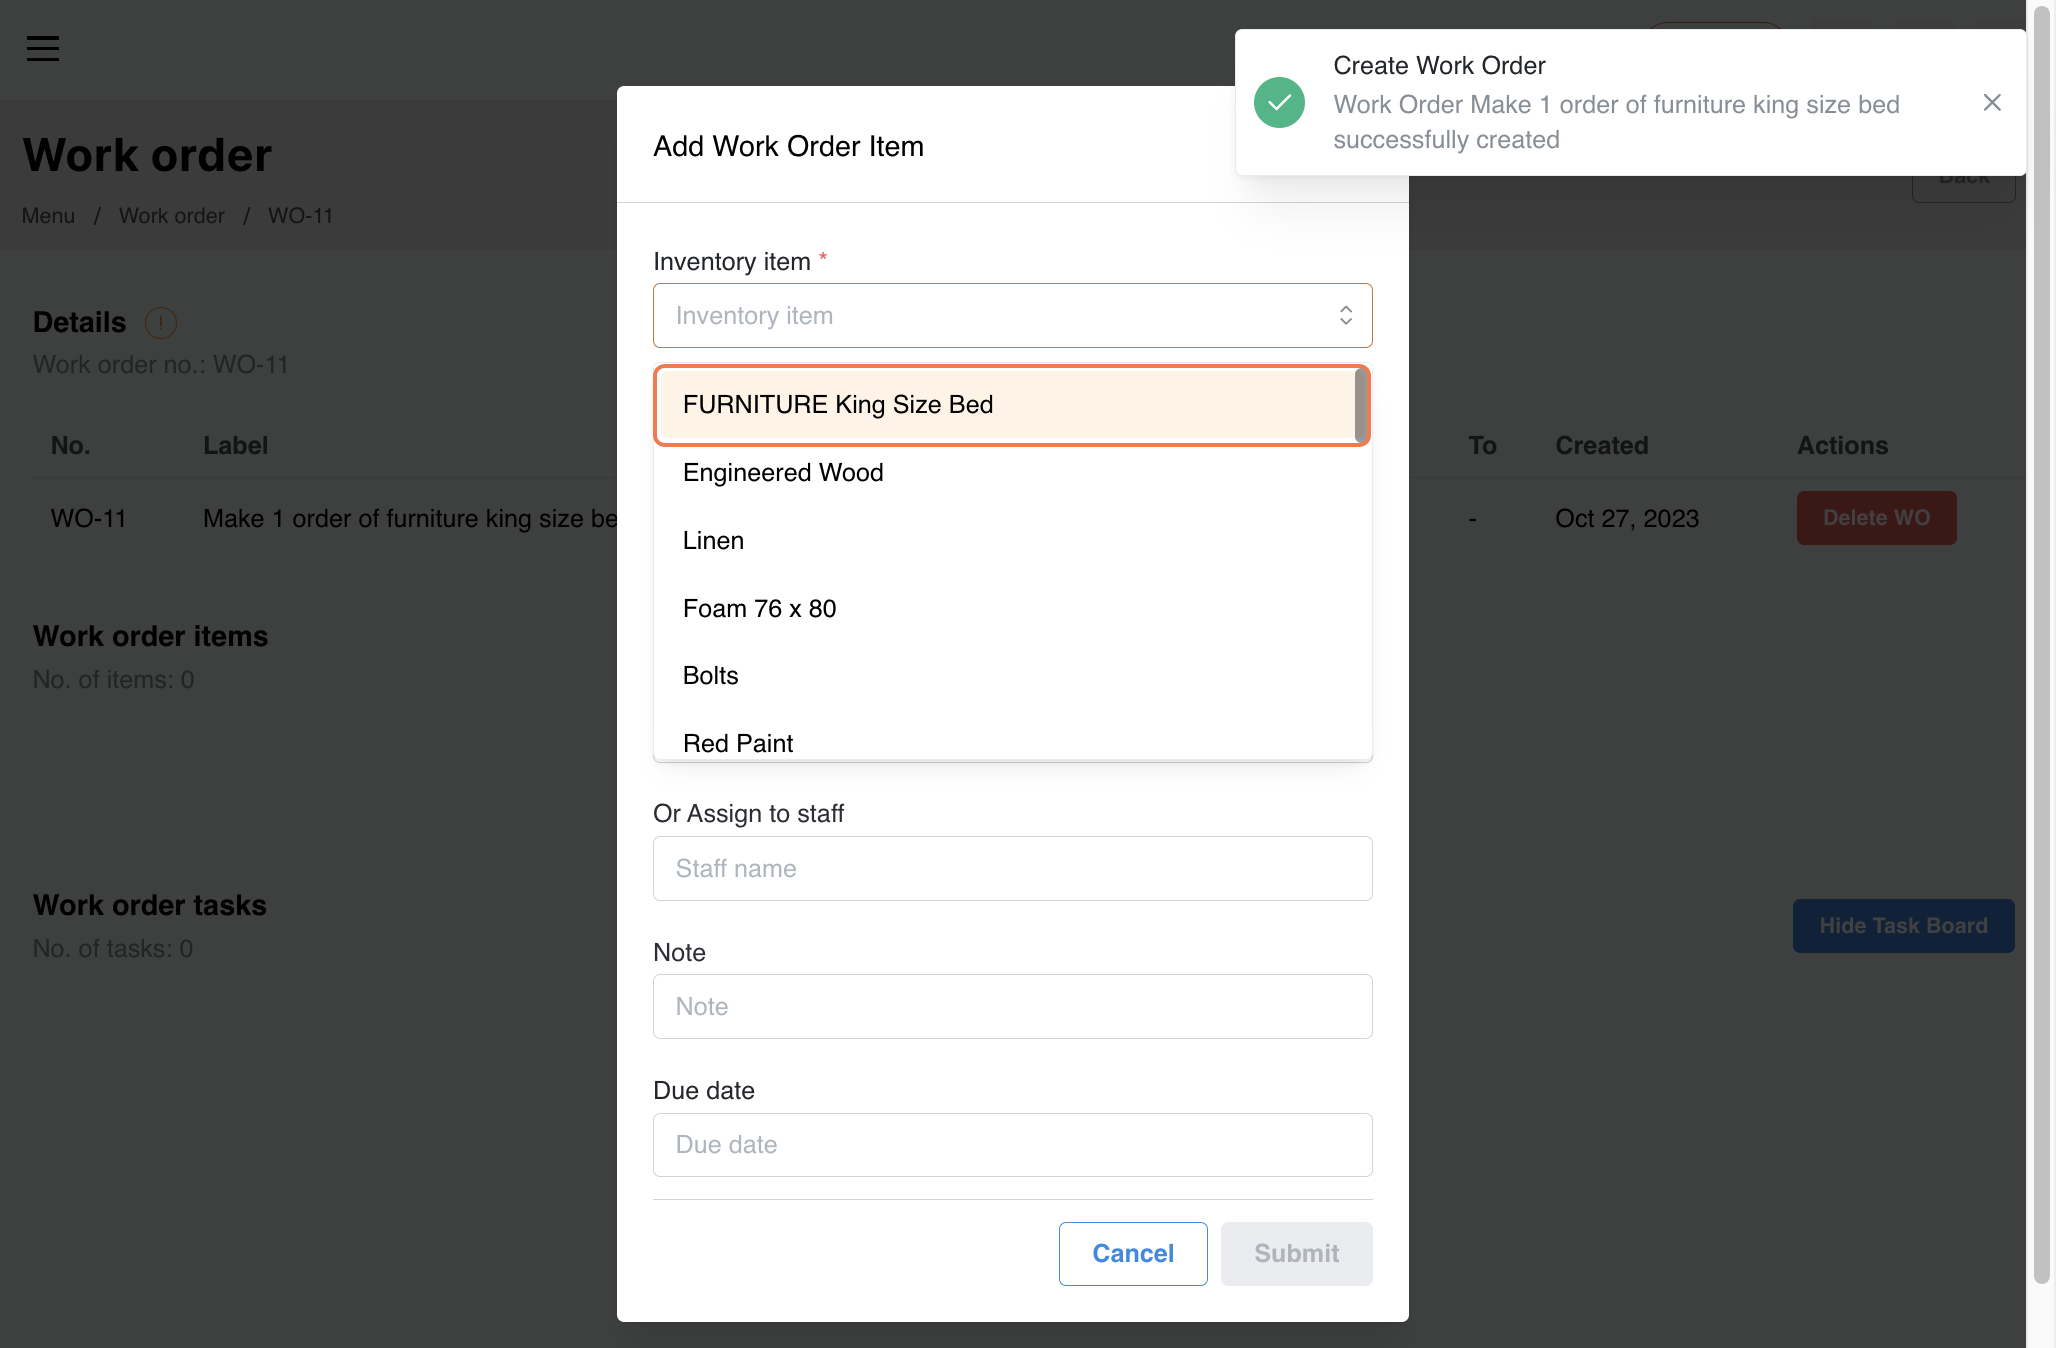 Create Work Order
Work Order Make 1 order of furniture king size bed
successfully created
Add Work Order Item
Work order
Back
Menu / Work order / WO-11
Inventory item *
Inventory item
Details !
Work order no.: WO-11
FURNITURE King Size Bed
Engineered Wood
Linen
Foam 76 x 80
Bolts
Red Paint
No. Label To Created Actions
WO-11 Make 1 order of furniture king size be - Oct 27, 2023 Delete WO
Work order items
No. of items: 0
Or Assign to staff
Staff name
Work order tasks
No. of tasks: 0
Hide Task Board
Note
Note
Due date
Due date
Cancel Submit